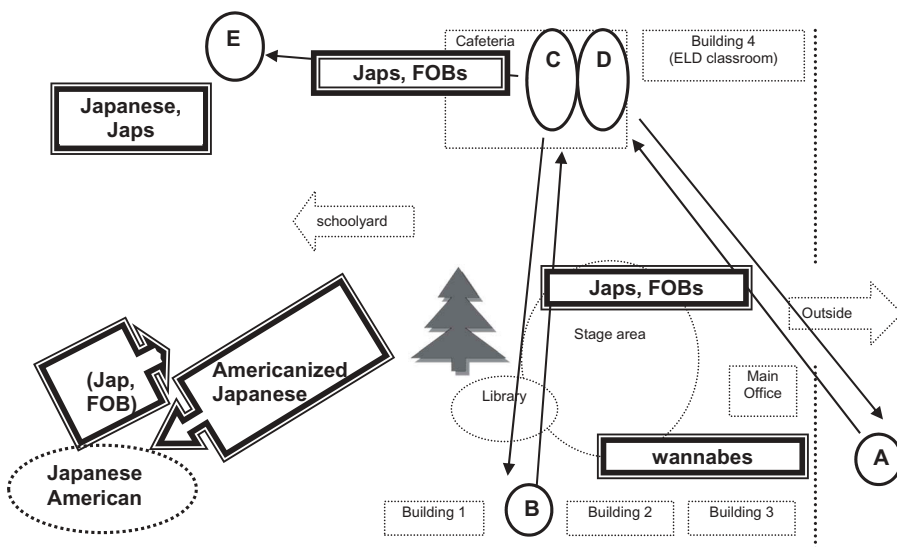 E
Cafeteria
C
D
Building 4
(ELD classroom)
Japs, FOBs
Japanese,
Japs
schoolyard
Japs, FOBs
Outside
Stage area
(Jap,
FOB)
Americanized
Japanese
Library
Main
Office
Japanese
American
wannabes
A
Building 1
B
Building 2
Building 3